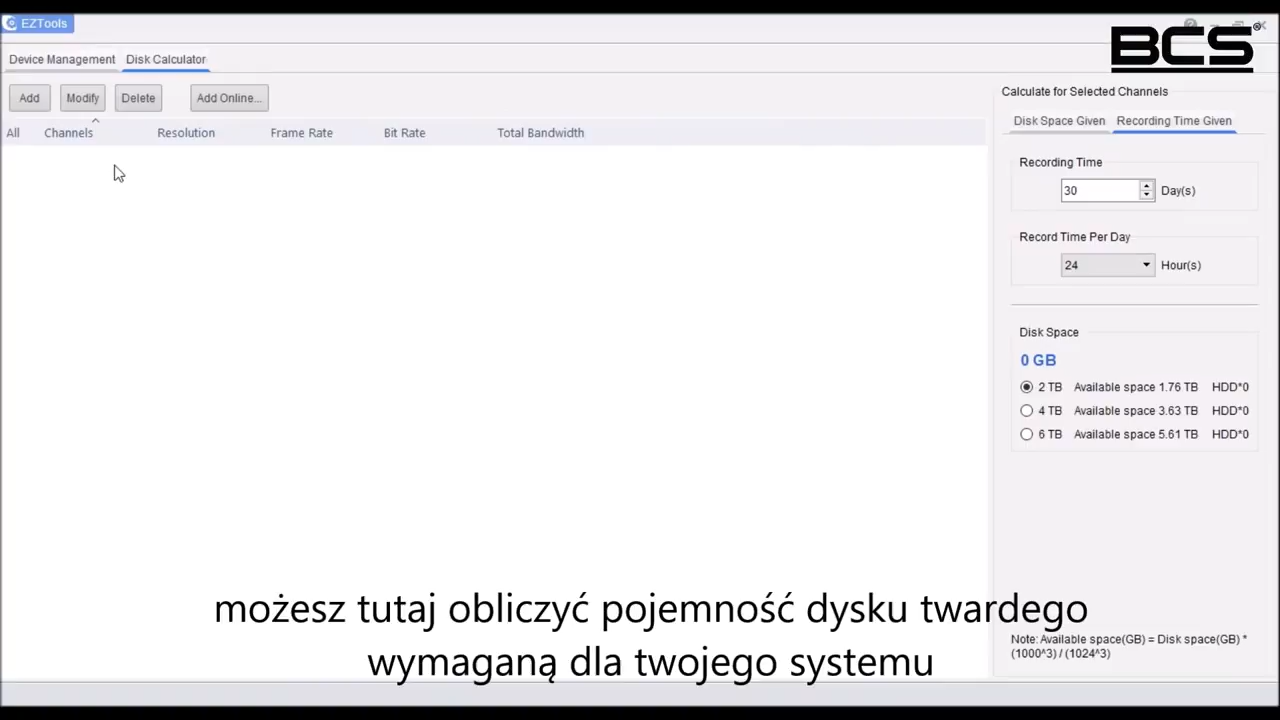 EZTools
BCS®
Device Management Disk Calculator
Add Modify Delete Add Online...
All Channels Resolution Frame Rate Bit Rate Total Bandwidth
Calculate for Selected Channels
Disk Space Given Recording Time Given
Recording Time
30 Day(s)
Record Time Per Day
24 Hour(s)
Disk Space
0 GB
2 TB Available space 1.76 TB HDD*0
4 TB Available space 3.63 TB HDD*0
6 TB Available space 5.61 TB HDD*0
Note: Available space(GB) = Disk space(GB) *
(1000^3) / (1024^3)
możesz tutaj obliczyć pojemność dysku twardego
wymaganą dla twojego systemu